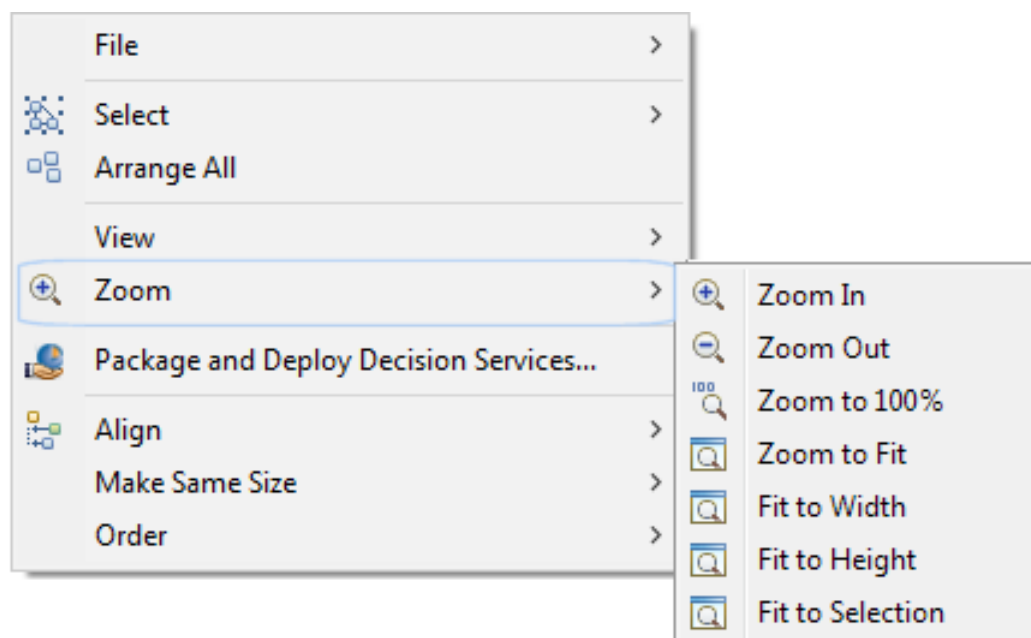 File
Select
Arrange All
View
Zoom
Package and Deploy Decision Services...
Align
Make Same Size
Order
Zoom In
Zoom Out
100
Zoom to 100%
Zoom to Fit
Fit to Width
Fit to Height
Fit to Selection